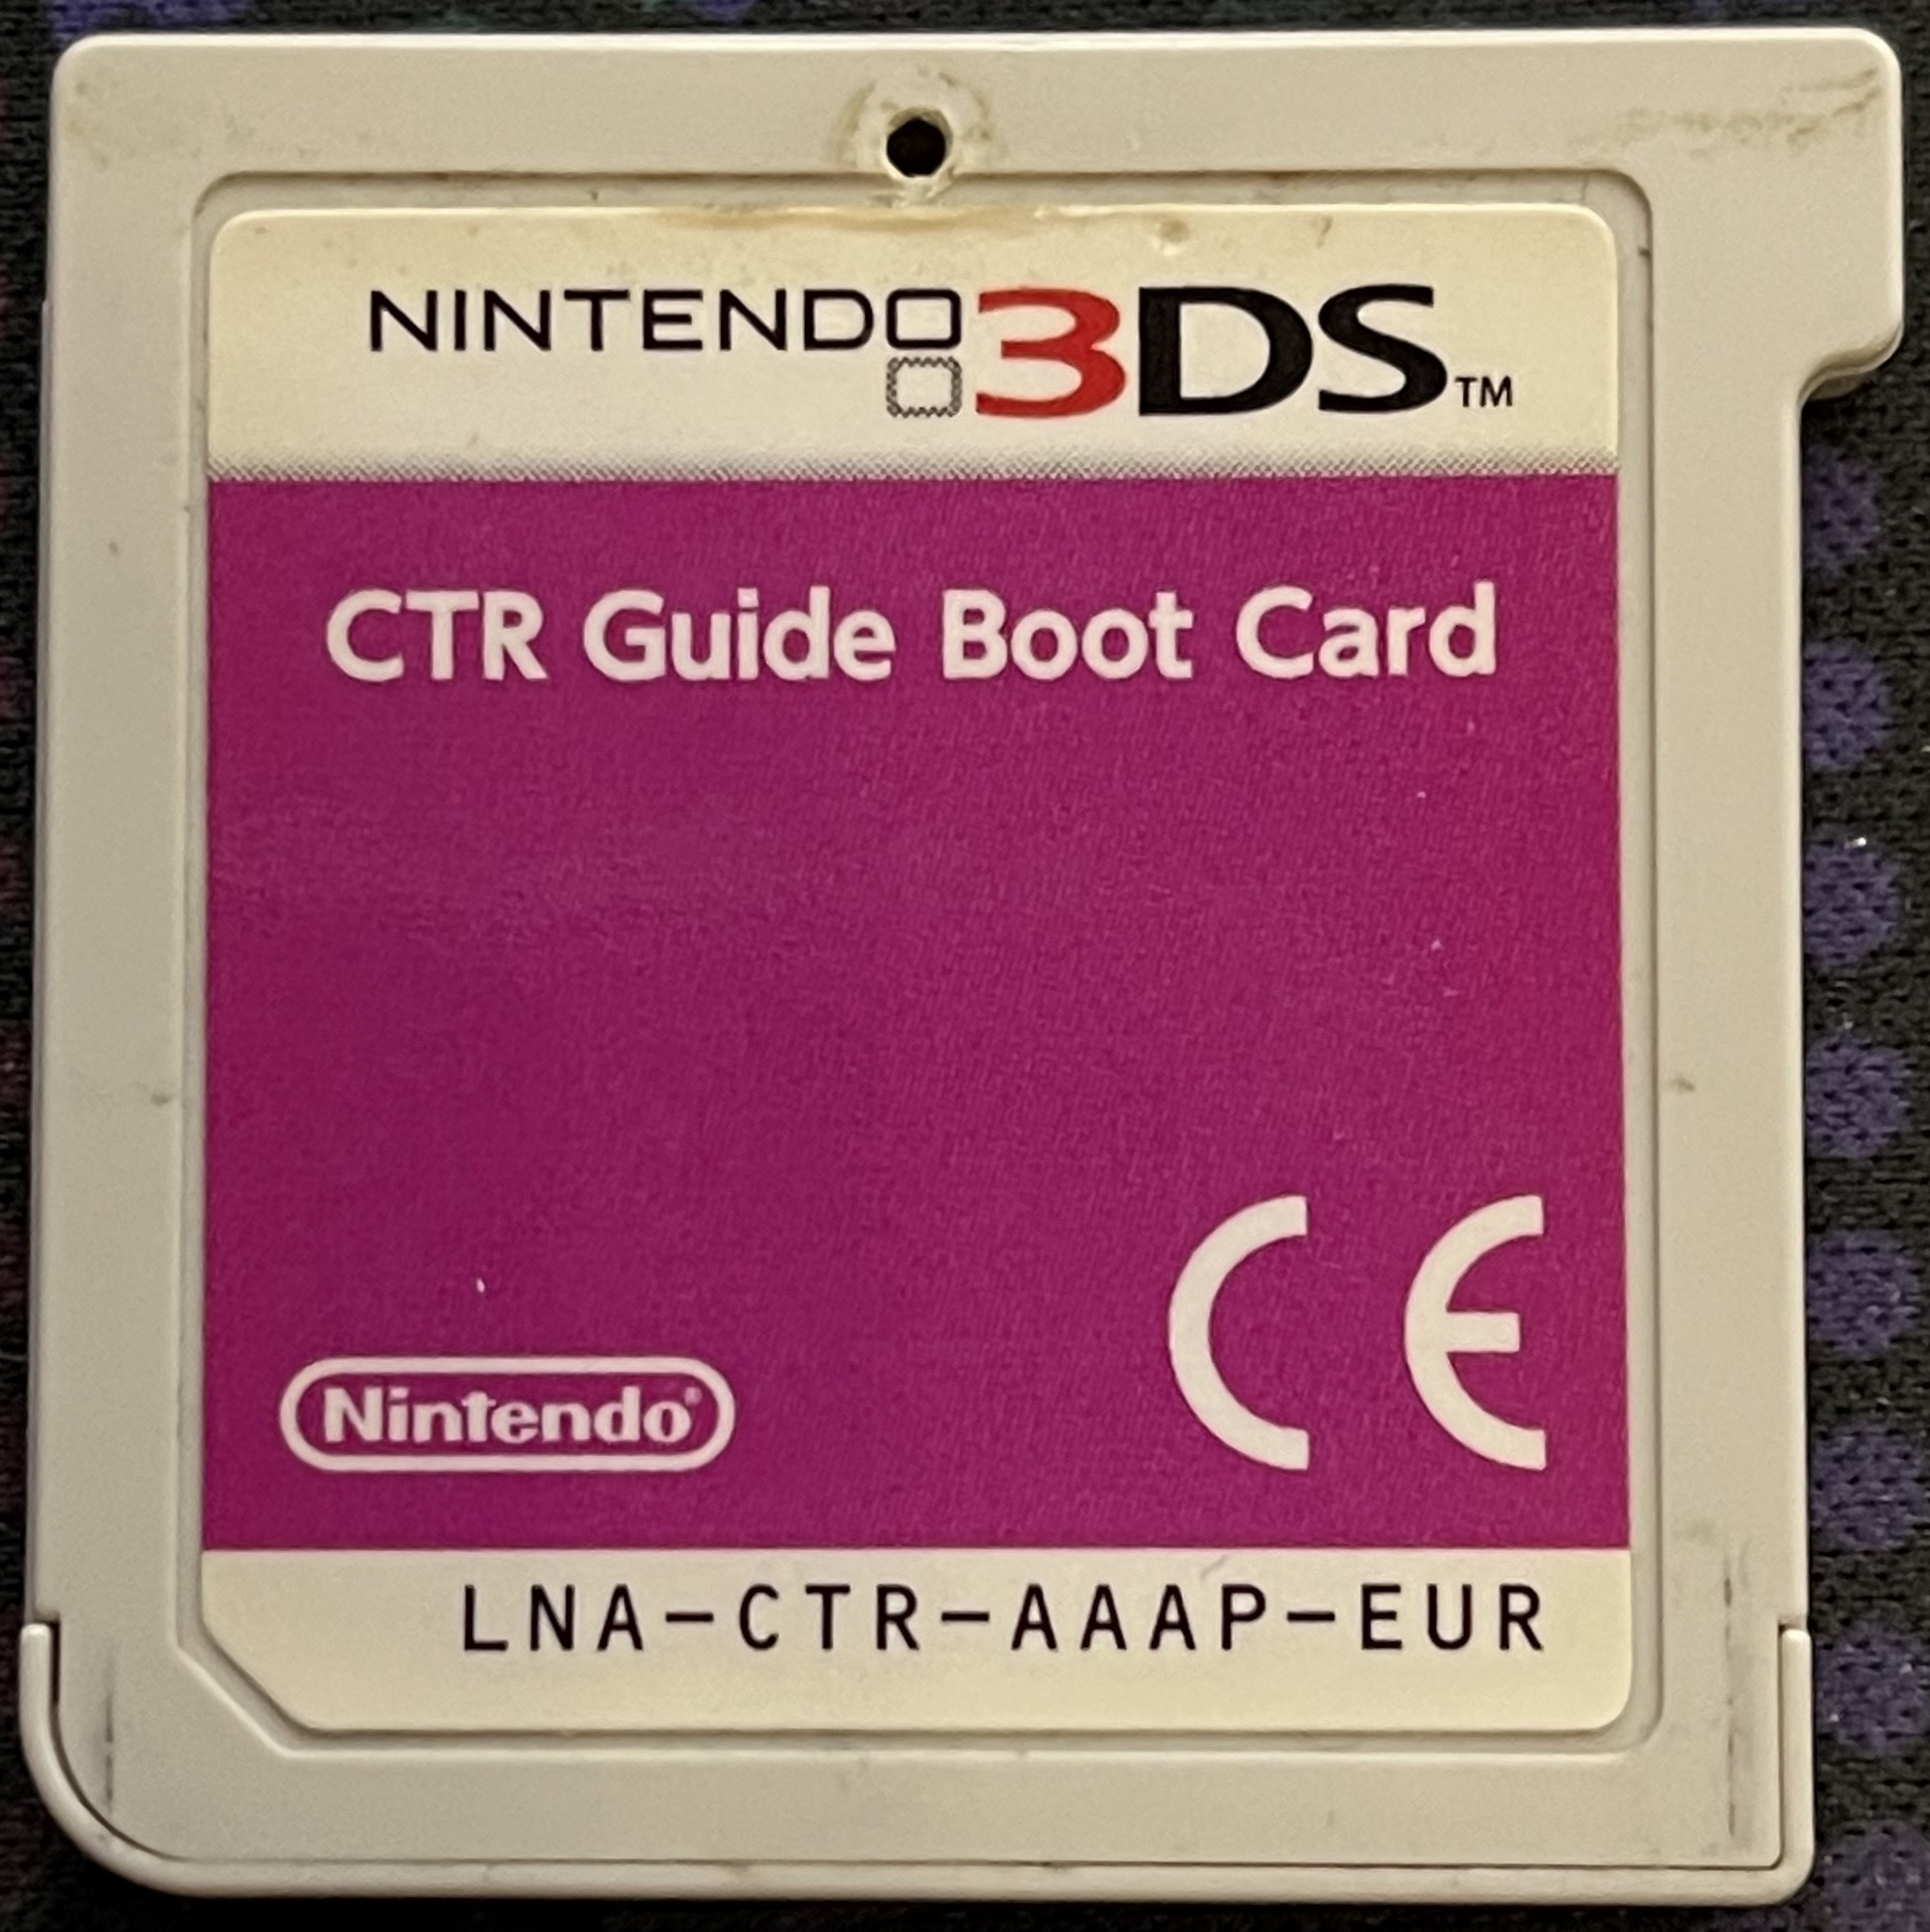 NINTENDO 3DS™
CTR Guide Boot Card
Nintendo®
CE
LNA-CTR-AAAP-EUR